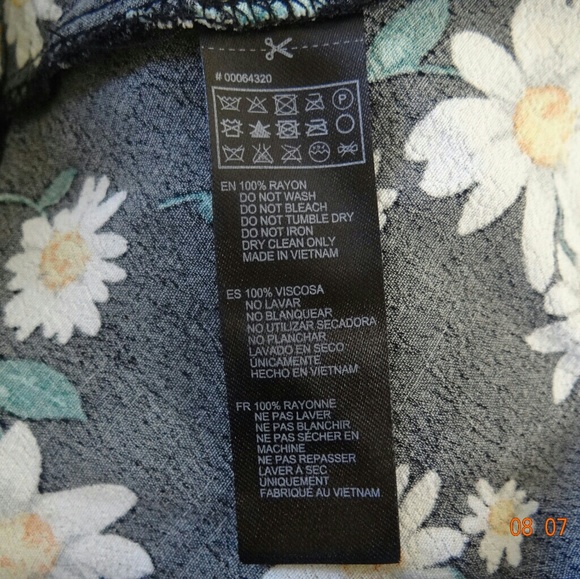 # 00064320
P
EN 100% RAYON
DO NOT WASH
DO NOT BLEACH
DO NOT TUMBLE DRY
DO NOT IRON
DRY CLEAN ONLY
MADE IN VIETNAM
ES 100% VISCOSA
NO LAVAR
NO BLANQUEAR
NO UTILIZAR SECADORA
NO PLANCHAR
LAVADO EN SECO
ÚNICAMENTE
HECHO EN VIETNAM
FR 100% RAYONNE
NE PAS LAVER
NE PAS BLANCHIR
NE PAS SÉCHER EN
MACHINE
NE PAS REPASSER
LAVER À SEC
UNIQUEMENT
FABRIQUÉ AU VIETNAM
08 07